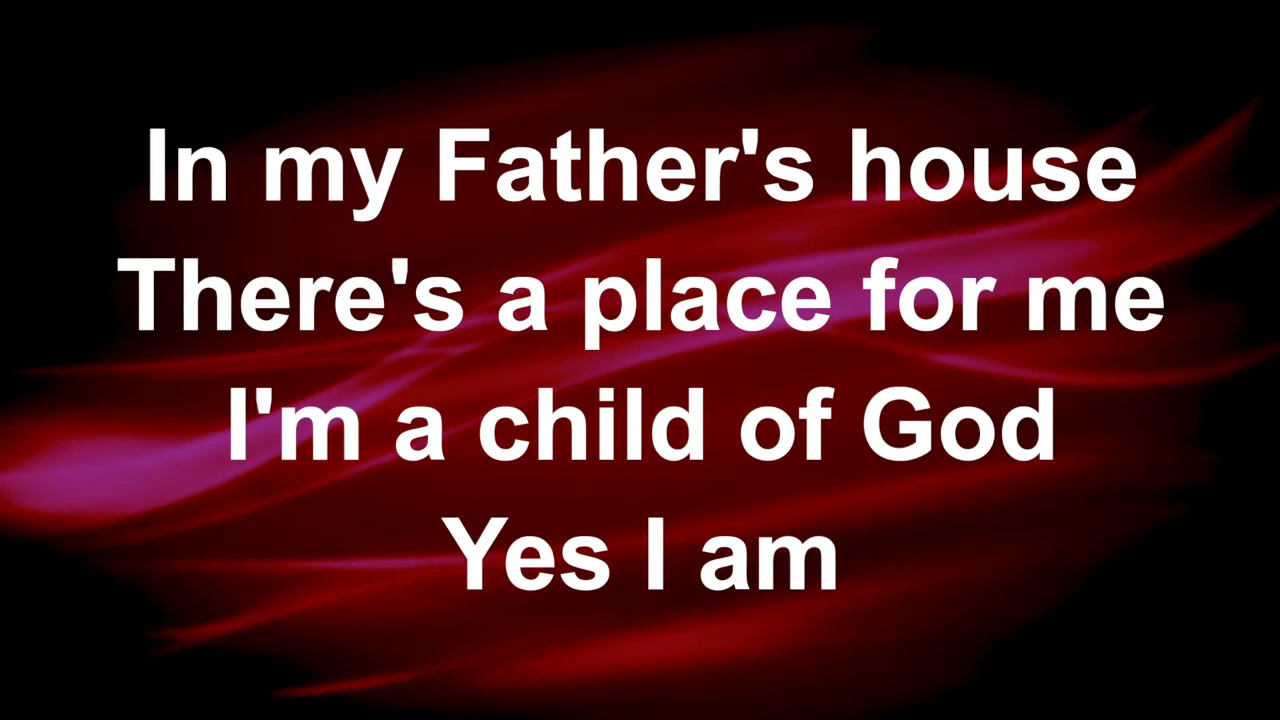 In my Father's house
There's a place for me
I'm a child of God
Yes I am